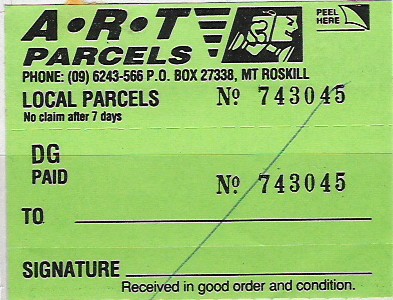 A•R•T
PARCELS
PEEL
HERE
PHONE: (09) 6243-566 P.O. BOX 27338, MT ROSKILL
LOCAL PARCELS Nº 743045
No claim after 7 days
DG
PAID Nº 743045
TO
SIGNATURE
Received in good order and condition.